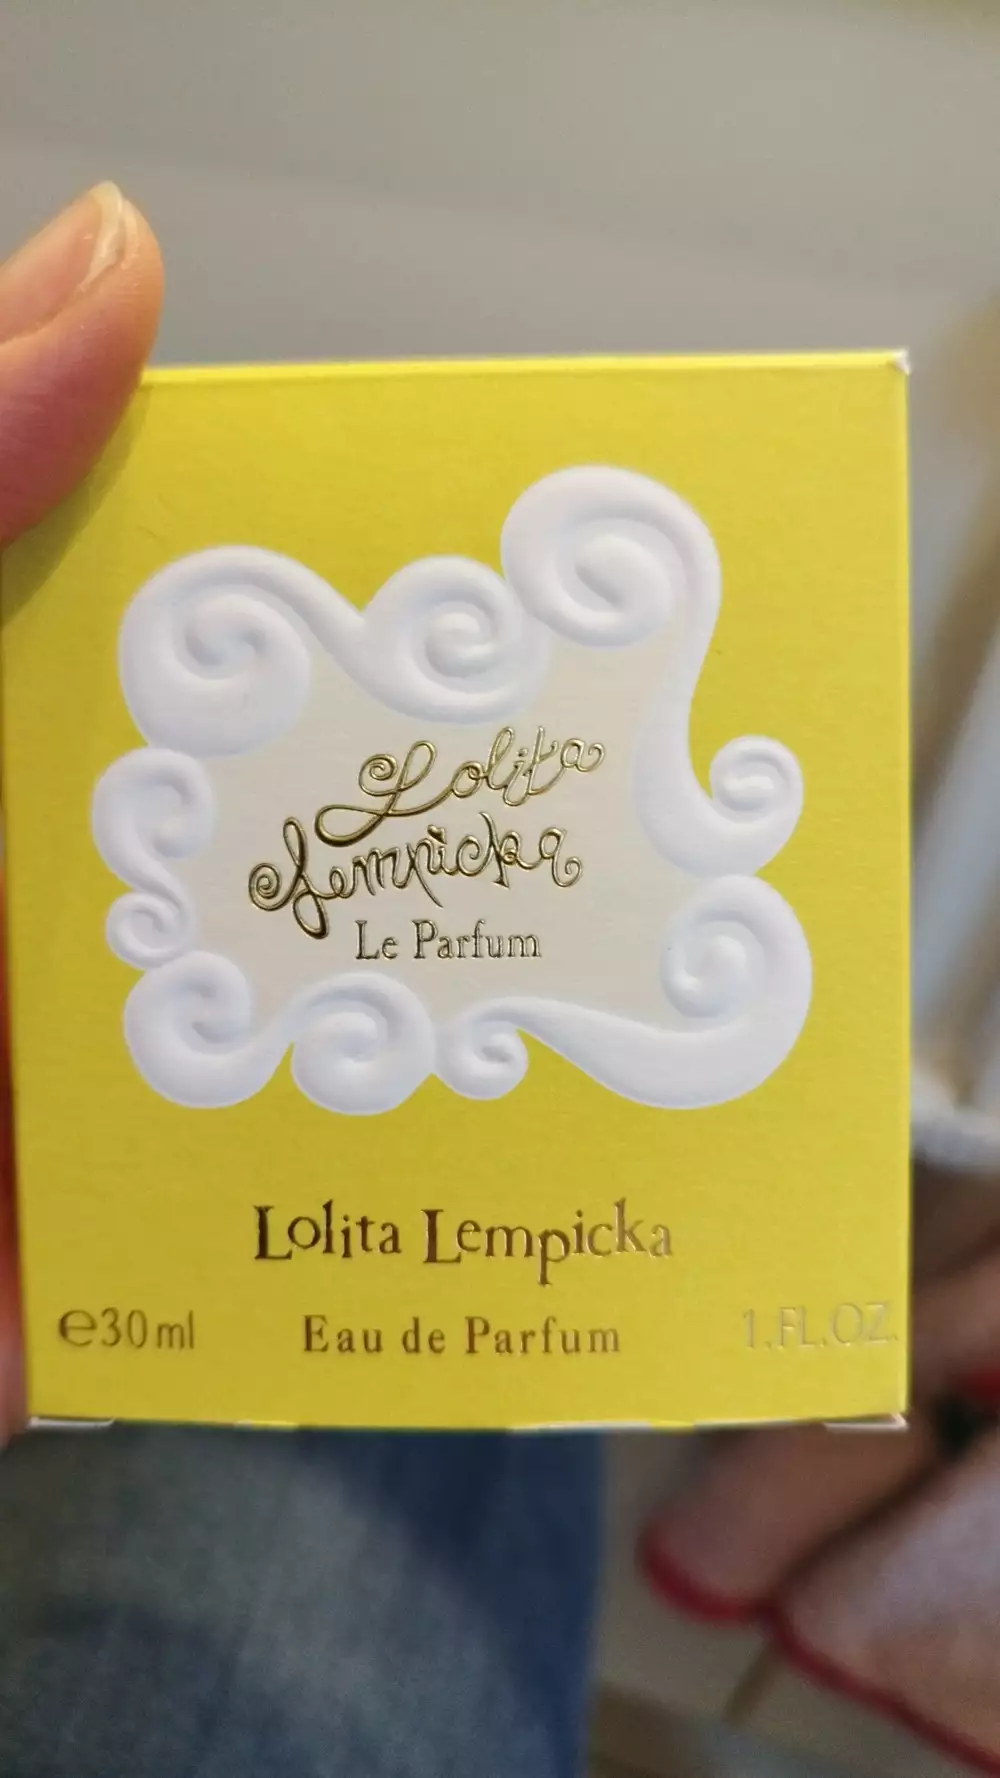 Lolita
Lempicka
Le Parfum
Lolita Lempicka
℮30ml Eau de Parfum 1.FL.OZ.